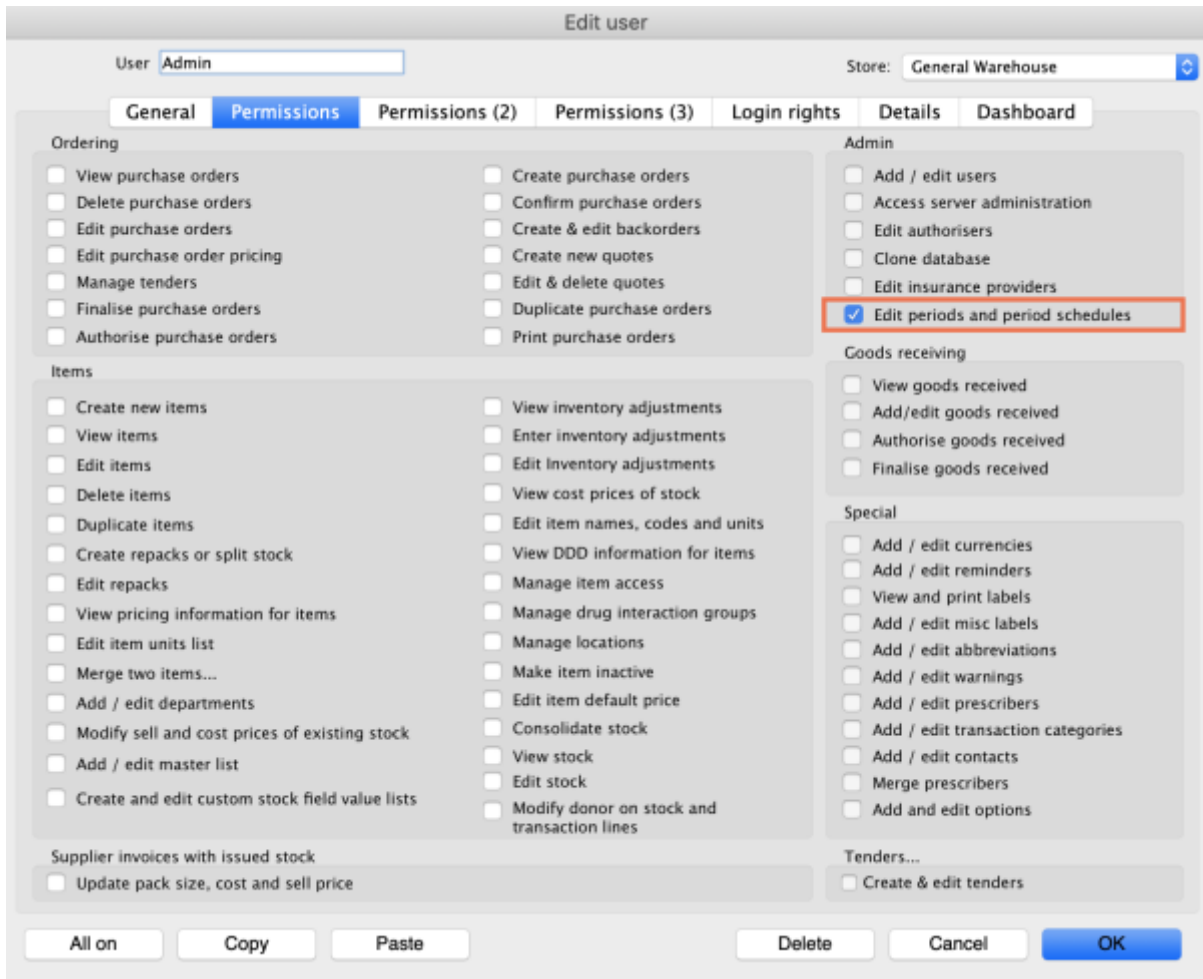 Edit user
User Admin
Store: General Warehouse
General Permissions Permissions (2) Permissions (3) Login rights Details Dashboard
Ordering
View purchase orders
Delete purchase orders
Edit purchase orders
Edit purchase order pricing
Manage tenders
Finalise purchase orders
Authorise purchase orders
Create purchase orders
Confirm purchase orders
Create & edit backorders
Create new quotes
Edit & delete quotes
Duplicate purchase orders
Print purchase orders
Items
Create new items
View items
Edit items
Delete items
Duplicate items
Create repacks or split stock
Edit repacks
View pricing information for items
Edit item units list
Merge two items...
Add / edit departments
Modify sell and cost prices of existing stock
Add / edit master list
Create and edit custom stock field value lists
View inventory adjustments
Enter inventory adjustments
Edit Inventory adjustments
View cost prices of stock
Edit item names, codes and units
View DDD information for items
Manage item access
Manage drug interaction groups
Manage locations
Make item inactive
Edit item default price
Consolidate stock
View stock
Edit stock
Modify donor on stock and
transaction lines
Supplier invoices with issued stock
Update pack size, cost and sell price
Admin
Add / edit users
Access server administration
Edit authorisers
Clone database
Edit insurance providers
Edit periods and period schedules
Goods receiving
View goods received
Add/edit goods received
Authorise goods received
Finalise goods received
Special
Add / edit currencies
Add / edit reminders
View and print labels
Add / edit misc labels
Add / edit abbreviations
Add / edit warnings
Add / edit prescribers
Add / edit transaction categories
Add / edit contacts
Merge prescribers
Add and edit options
Tenders...
Create & edit tenders
All on Copy Paste Delete Cancel OK